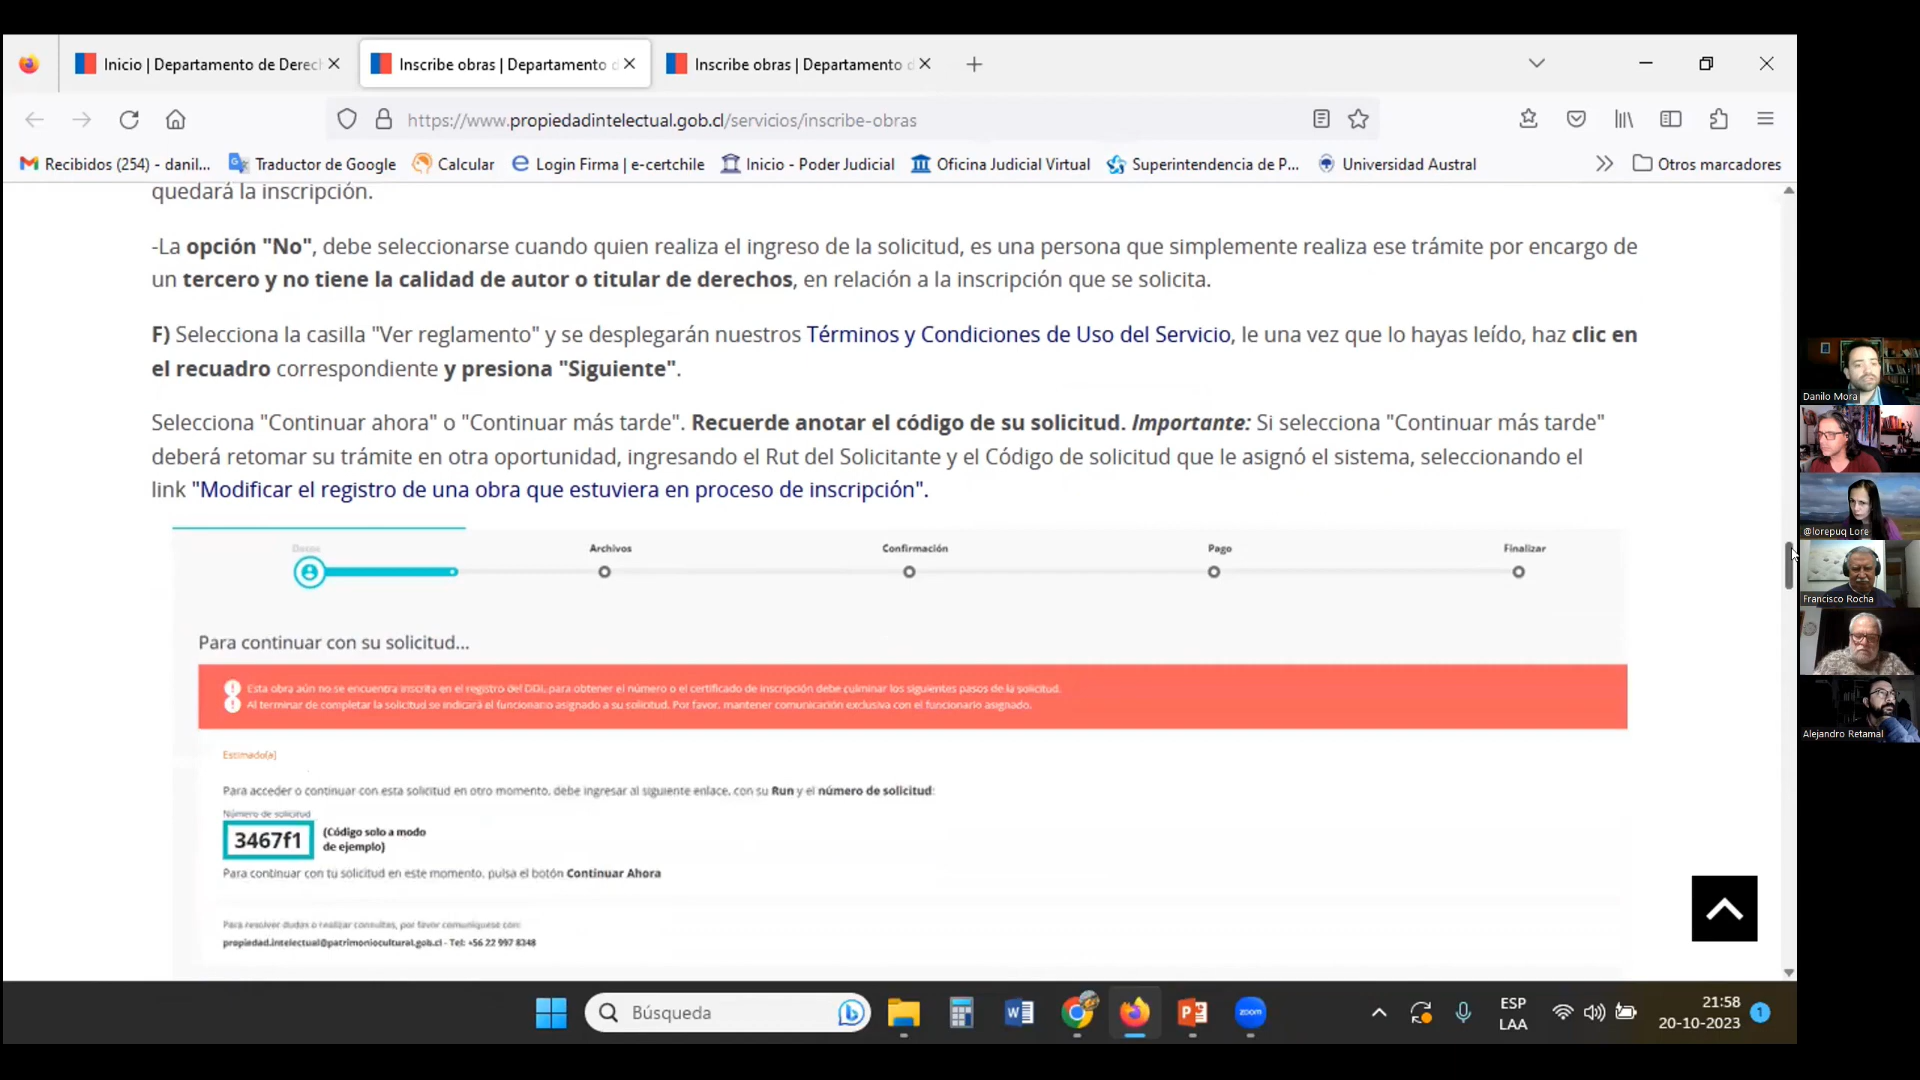 Inicio | Departamento de Derec
Inscribe obras | Departamento d
Inscribe obras | Departamento d
https://www.propiedadintelectual.gob.cl/servicios/inscribe-obras
Recibidos (254) - danil...
Traductor de Google
Calcular
Login Firma | e-certchile
Inicio - Poder Judicial
Oficina Judicial Virtual
Superintendencia de P...
Universidad Austral
Otros marcadores
quedará la inscripción.
-La opción "No", debe seleccionarse cuando quien realiza el ingreso de la solicitud, es una persona que simplemente realiza ese trámite por encargo de
un tercero y no tiene la calidad de autor o titular de derechos, en relación a la inscripción que se solicita.
F) Selecciona la casilla "Ver reglamento" y se desplegarán nuestros Términos y Condiciones de Uso del Servicio, le una vez que lo hayas leído, haz clic en
el recuadro correspondiente y presiona "Siguiente".
Selecciona "Continuar ahora" o "Continuar más tarde". Recuerde anotar el código de su solicitud. Importante: Si selecciona "Continuar más tarde"
deberá retomar su trámite en otra oportunidad, ingresando el Rut del Solicitante y el Código de solicitud que le asignó el sistema, seleccionando el
link "Modificar el registro de una obra que estuviera en proceso de inscripción".
Datos
Archivos
Confirmación
Pago
Finalizar
Para continuar con su solicitud...
Esta obra aún no se encuentra inscrita en el registro del DDI, para obtener el número o el certificado de inscripción debe culminar los siguientes pasos de la solicitud.
Al terminar de completar la solicitud se indicará el funcionario asignado a su solicitud. Por favor, mantener comunicación exclusiva con el funcionario asignado.
Estimado(a)
Para acceder o continuar con esta solicitud en otro momento, debe ingresar al siguiente enlace, con su Run y el número de solicitud:
Número de solicitud
3467f1
(Código solo a modo
de ejemplo)
Para continuar con tu solicitud en este momento, pulsa el botón Continuar Ahora
Para resolver dudas o realizar consultas, por favor comuníquese con:
propiedad.intelectual@patrimoniocultural.gob.cl - Tel: +56 22 997 8348
Danilo Mora
@lorepuq Lore
Francisco Rocha
Alejandro Retamal
Búsqueda
zoom
ESP
LAA
21:58
20-10-2023
1